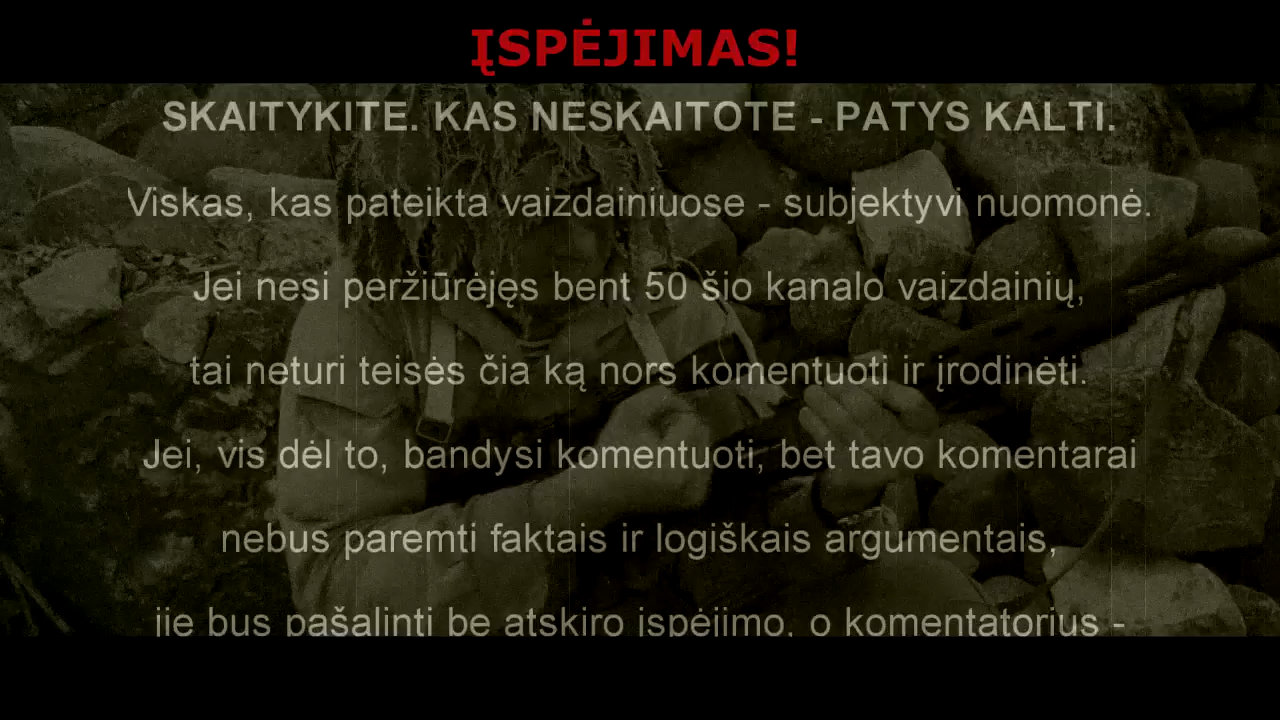 ĮSPĖJIMAS!
SKAITYKITE. KAS NESKAITOTE - PATYS KALTI.
Viskas, kas pateikta vaizdainiuose - subjektyvi nuomonė.
Jei nesi peržiūrėjęs bent 50 šio kanalo vaizdainių,
tai neturi teisės čia ką nors komentuoti ir įrodinėti.
Jei, vis dėl to, bandysi komentuoti, bet tavo komentarai
nebus paremti faktais ir logiškais argumentais,
jie bus pašalinti be atskiro įspėjimo, o komentatorius -